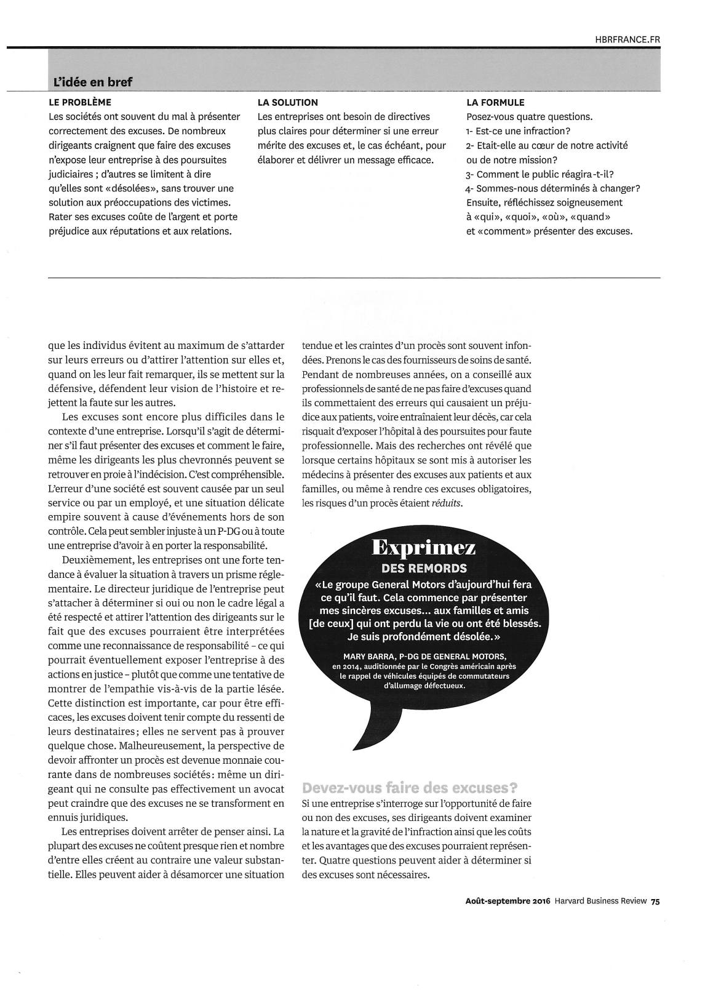 HBRFRANCE.FR
L'idée en bref
LE PROBLÈME
Les sociétés ont souvent du mal à présenter
correctement des excuses. De nombreux
dirigeants craignent que faire des excuses
n'expose leur entreprise à des poursuites
judiciaires ; d'autres se limitent à dire
qu'elles sont «désolées», sans trouver une
solution aux préoccupations des victimes.
Rater ses excuses coûte de l'argent et porte
préjudice aux réputations et aux relations.
LA SOLUTION
Les entreprises ont besoin de directives
plus claires pour déterminer si une erreur
mérite des excuses et, le cas échéant, pour
élaborer et délivrer un message efficace.
LA FORMULE
Posez-vous quatre questions.
1- Est-ce une infraction?
2- Etait-elle au cœur de notre activité
ou de notre mission?
3- Comment le public réagira-t-il?
4- Sommes-nous déterminés à changer?
Ensuite, réfléchissez soigneusement
à «qui», «quoi», «où», «quand»
et «comment» présenter des excuses.
que les individus évitent au maximum de s'attarder
sur leurs erreurs ou d'attirer l'attention sur elles et,
quand on les leur fait remarquer, ils se mettent sur la
défensive, défendent leur vision de l'histoire et re-
jettent la faute sur les autres.
Les excuses sont encore plus difficiles dans le
contexte d'une entreprise. Lorsqu'il s'agit de détermi-
ner s'il faut présenter des excuses et comment le faire,
même les dirigeants les plus chevronnés peuvent se
retrouver en proie à l'indécision. C'est compréhensible.
L'erreur d'une société est souvent causée par un seul
service ou par un employé, et une situation délicate
empire souvent à cause d'événements hors de son
contrôle. Cela peut sembler injuste à un P-DG ou à toute
une entreprise d'avoir à en porter la responsabilité.
Deuxièmement, les entreprises ont une forte ten-
dance à évaluer la situation à travers un prisme régle-
mentaire. Le directeur juridique de l'entreprise peut
s'attacher à déterminer si oui ou non le cadre légal a
été respecté et attirer l'attention des dirigeants sur le
fait que des excuses pourraient être interprétées
comme une reconnaissance de responsabilité – ce qui
pourrait éventuellement exposer l'entreprise à des
actions en justice – plutôt que comme une tentative de
montrer de l'empathie vis-à-vis de la partie lésée.
Cette distinction est importante, car pour être effi-
caces, les excuses doivent tenir compte du ressenti de
leurs destinataires; elles ne servent pas à prouver
quelque chose. Malheureusement, la perspective de
devoir affronter un procès est devenue monnaie cou-
rante dans de nombreuses sociétés: même un diri-
geant qui ne consulte pas effectivement un avocat
peut craindre que des excuses ne se transforment en
ennuis juridiques.
Les entreprises doivent arrêter de penser ainsi. La
plupart des excuses ne coûtent presque rien et nombre
d'entre elles créent au contraire une valeur substan-
tielle. Elles peuvent aider à désamorcer une situation
tendue et les craintes d'un procès sont souvent infon-
dées. Prenons le cas des fournisseurs de soins de santé.
Pendant de nombreuses années, on a conseillé aux
professionnels de santé de ne pas faire d'excuses quand
ils commettaient des erreurs qui causaient un préju-
dice aux patients, voire entraînaient leur décès, car cela
risquait d'exposer l'hôpital à des poursuites pour faute
professionnelle. Mais des recherches ont révélé que
lorsque certains hôpitaux se sont mis à autoriser les
médecins à présenter des excuses aux patients et aux
familles, ou même à rendre ces excuses obligatoires,
les risques d'un procès étaient réduits.
Exprimez
DES REMORDS
«Le groupe General Motors d'aujourd'hui fera
ce qu'il faut. Cela commence par présenter
mes sincères excuses... aux familles et amis
[de ceux] qui ont perdu la vie ou ont été blessés.
Je suis profondément désolée.»
MARY BARRA, P-DG DE GENERAL MOTORS,
en 2014, auditionnée par le Congrès américain après
le rappel de véhicules équipés de commutateurs
d'allumage défectueux.
Devez-vous faire des excuses?
Si une entreprise s'interroge sur l'opportunité de faire
ou non des excuses, ses dirigeants doivent examiner
la nature et la gravité de l'infraction ainsi que les coûts
et les avantages que des excuses pourraient représen-
ter. Quatre questions peuvent aider à déterminer si
des excuses sont nécessaires.
Août-septembre 2016 Harvard Business Review 75